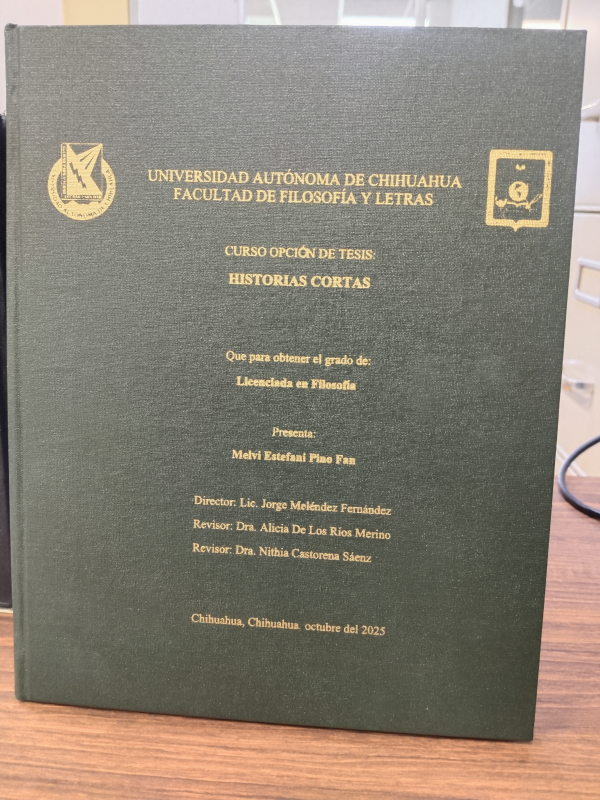 UNIVERSIDAD AUTÓNOMA DE CHIHUAHUA
FACULTAD DE FILOSOFÍA Y LETRAS
CURSO OPCIÓN DE TESIS:
HISTORIAS CORTAS
Que para obtener el grado de:
Licenciada en Filosofía
Presenta:
Melvi Estefani Pino Fan
Director: Lic. Jorge Meléndez Fernández
Revisor: Dra. Alicia De Los Ríos Merino
Revisor: Dra. Nithia Castorena Sáenz
Chihuahua, Chihuahua. octubre del 2025